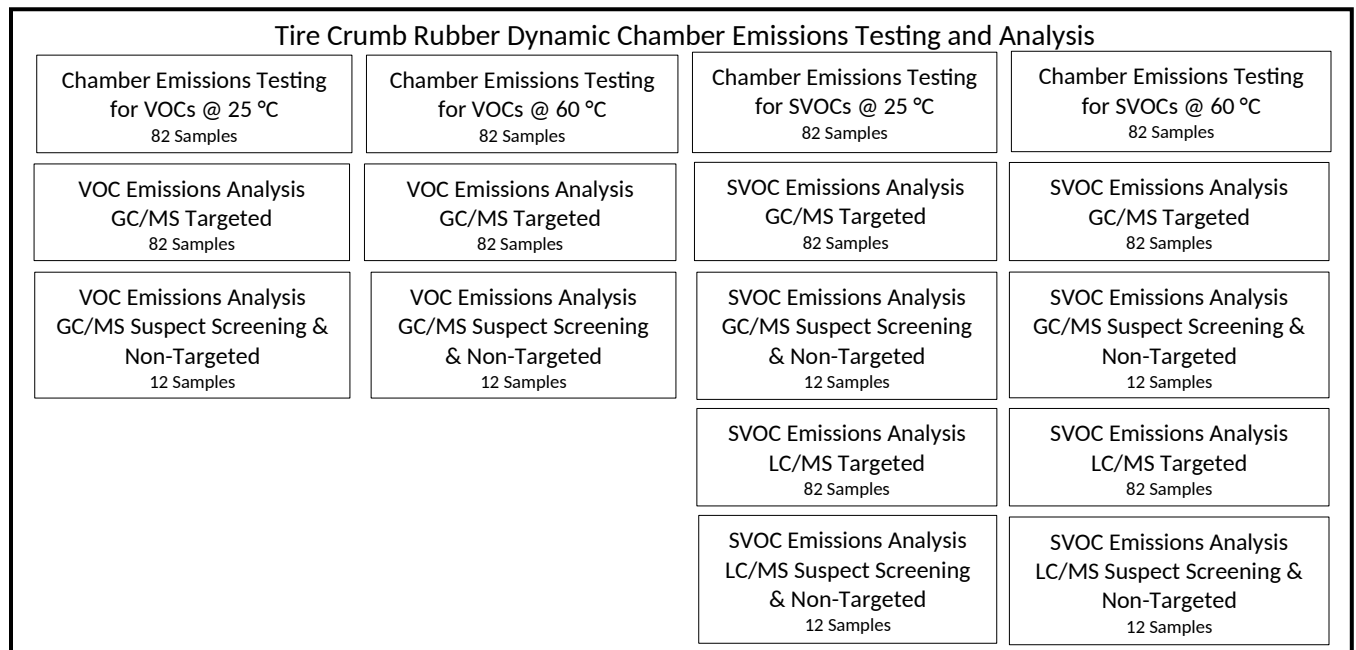 Tire Crumb Rubber Dynamic Chamber Emissions Testing and Analysis
Chamber Emissions Testing
for VOCs @ 25 °C
82 Samples
Chamber Emissions Testing
for VOCs @ 60 °C
82 Samples
Chamber Emissions Testing
for SVOCs @ 25 °C
82 Samples
Chamber Emissions Testing
for SVOCs @ 60 °C
82 Samples
VOC Emissions Analysis
GC/MS Targeted
82 Samples
VOC Emissions Analysis
GC/MS Targeted
82 Samples
SVOC Emissions Analysis
GC/MS Targeted
82 Samples
SVOC Emissions Analysis
GC/MS Targeted
82 Samples
VOC Emissions Analysis
GC/MS Suspect Screening &
Non-Targeted
12 Samples
VOC Emissions Analysis
GC/MS Suspect Screening
& Non-Targeted
12 Samples
SVOC Emissions Analysis
GC/MS Suspect Screening
& Non-Targeted
12 Samples
SVOC Emissions Analysis
GC/MS Suspect Screening &
Non-Targeted
12 Samples
SVOC Emissions Analysis
LC/MS Targeted
82 Samples
SVOC Emissions Analysis
LC/MS Targeted
82 Samples
SVOC Emissions Analysis
LC/MS Suspect Screening
& Non-Targeted
12 Samples
SVOC Emissions Analysis
LC/MS Suspect Screening &
Non-Targeted
12 Samples